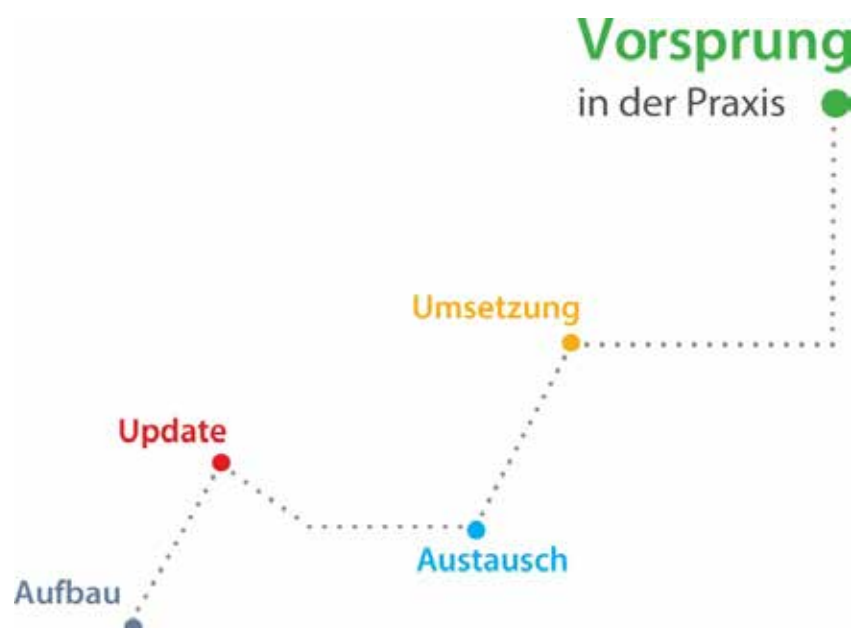 Vorsprung
in der Praxis
Umsetzung
Update
Austausch
Aufbau